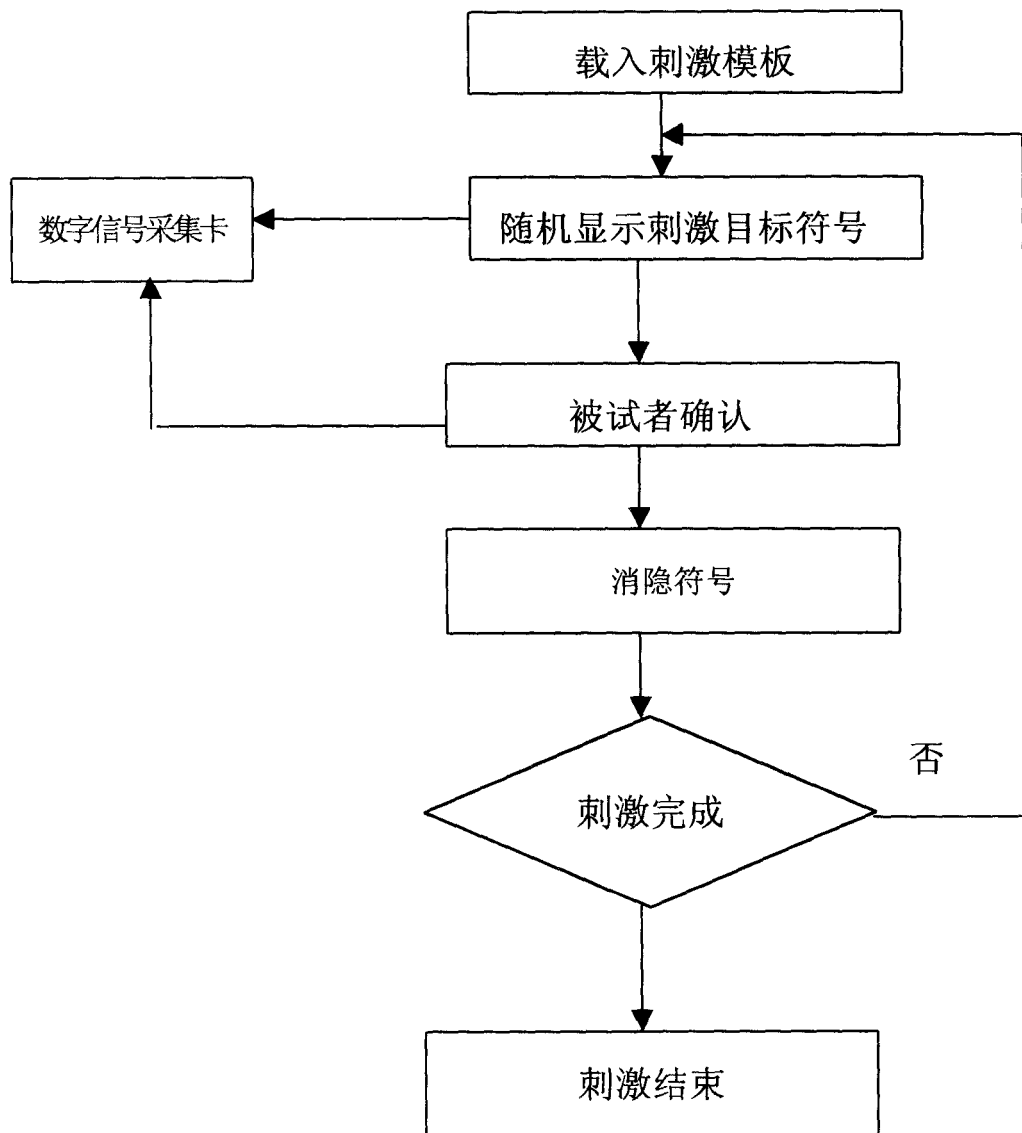 载入刺激模板
数字信号采集卡
随机显示刺激目标符号
被试者确认
消隐符号
否
刺激完成
刺激结束